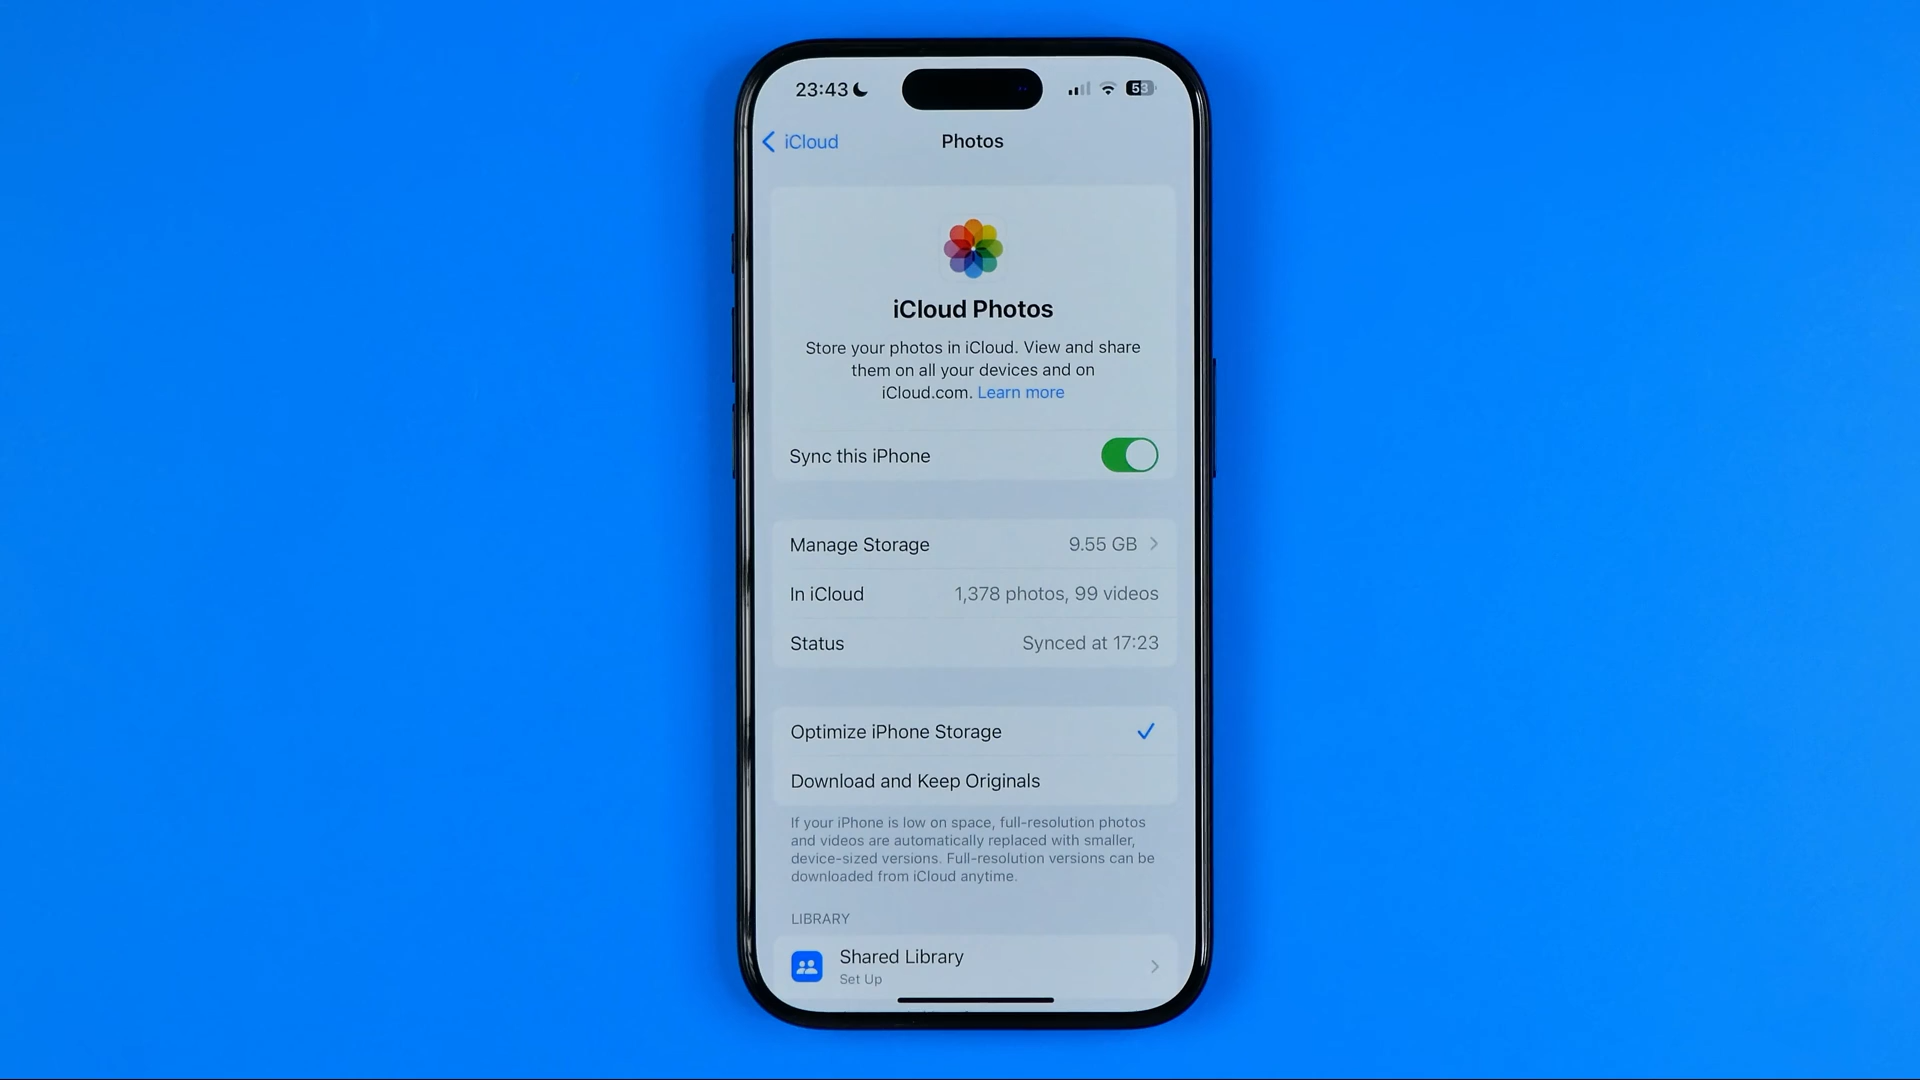 23:43
53
iCloud
Photos
iCloud Photos
Store your photos in iCloud. View and share
them on all your devices and on
iCloud.com. Learn more
Sync this iPhone
Manage Storage 9.55 GB
In iCloud 1,378 photos, 99 videos
Status Synced at 17:23
Optimize iPhone Storage
Download and Keep Originals
If your iPhone is low on space, full-resolution photos
and videos are automatically replaced with smaller,
device-sized versions. Full-resolution versions can be
downloaded from iCloud anytime.
LIBRARY
Shared Library
Set Up